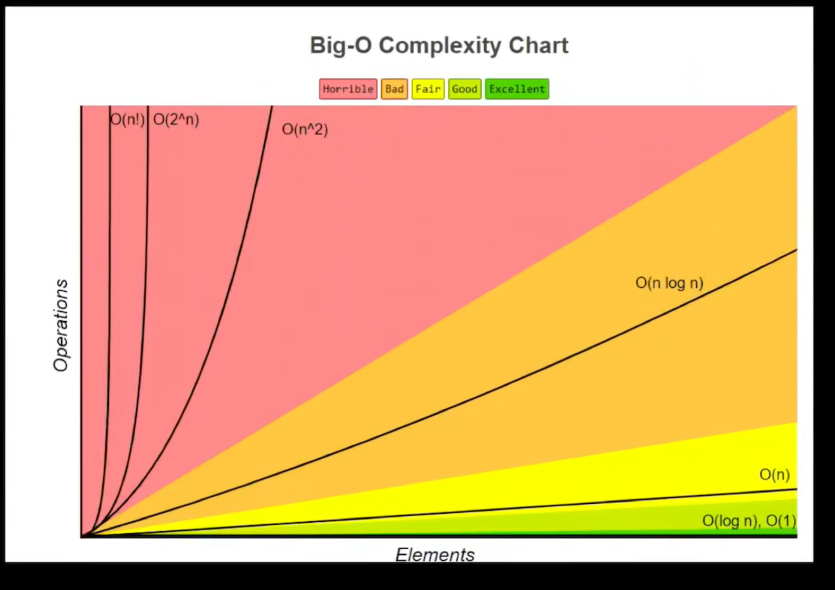 Big-O Complexity Chart
Horrible Bad Fair Good Excellent
O(n!) O(2^n)
O(n^2)
O(n log n)
O(n)
O(log n), O(1)
Operations
Elements